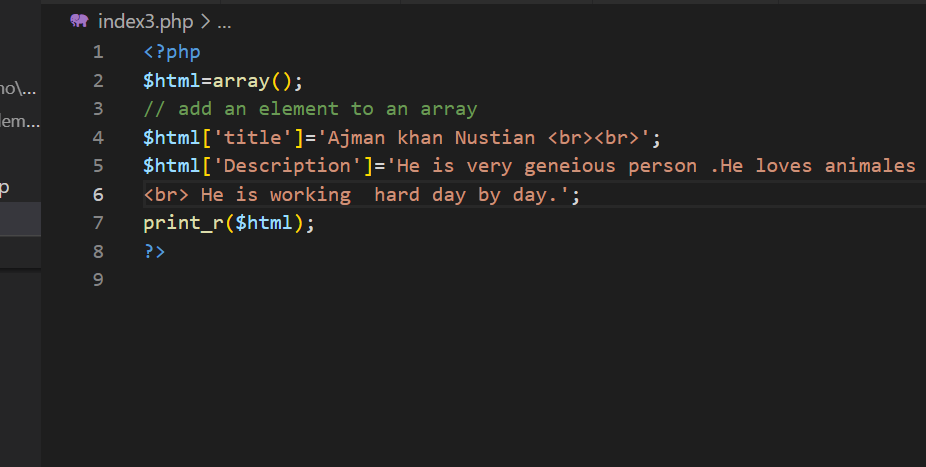 no\...
lem...
p
index3.php > ...
1 <?php
2 $html=array();
3 // add an element to an array
4 $html['title']='Ajman khan Nustian <br><br>';
5 $html['Description']='He is very geneious person .He loves animales
6 <br> He is working  hard day by day.';
7 print_r($html);
8 ?>
9